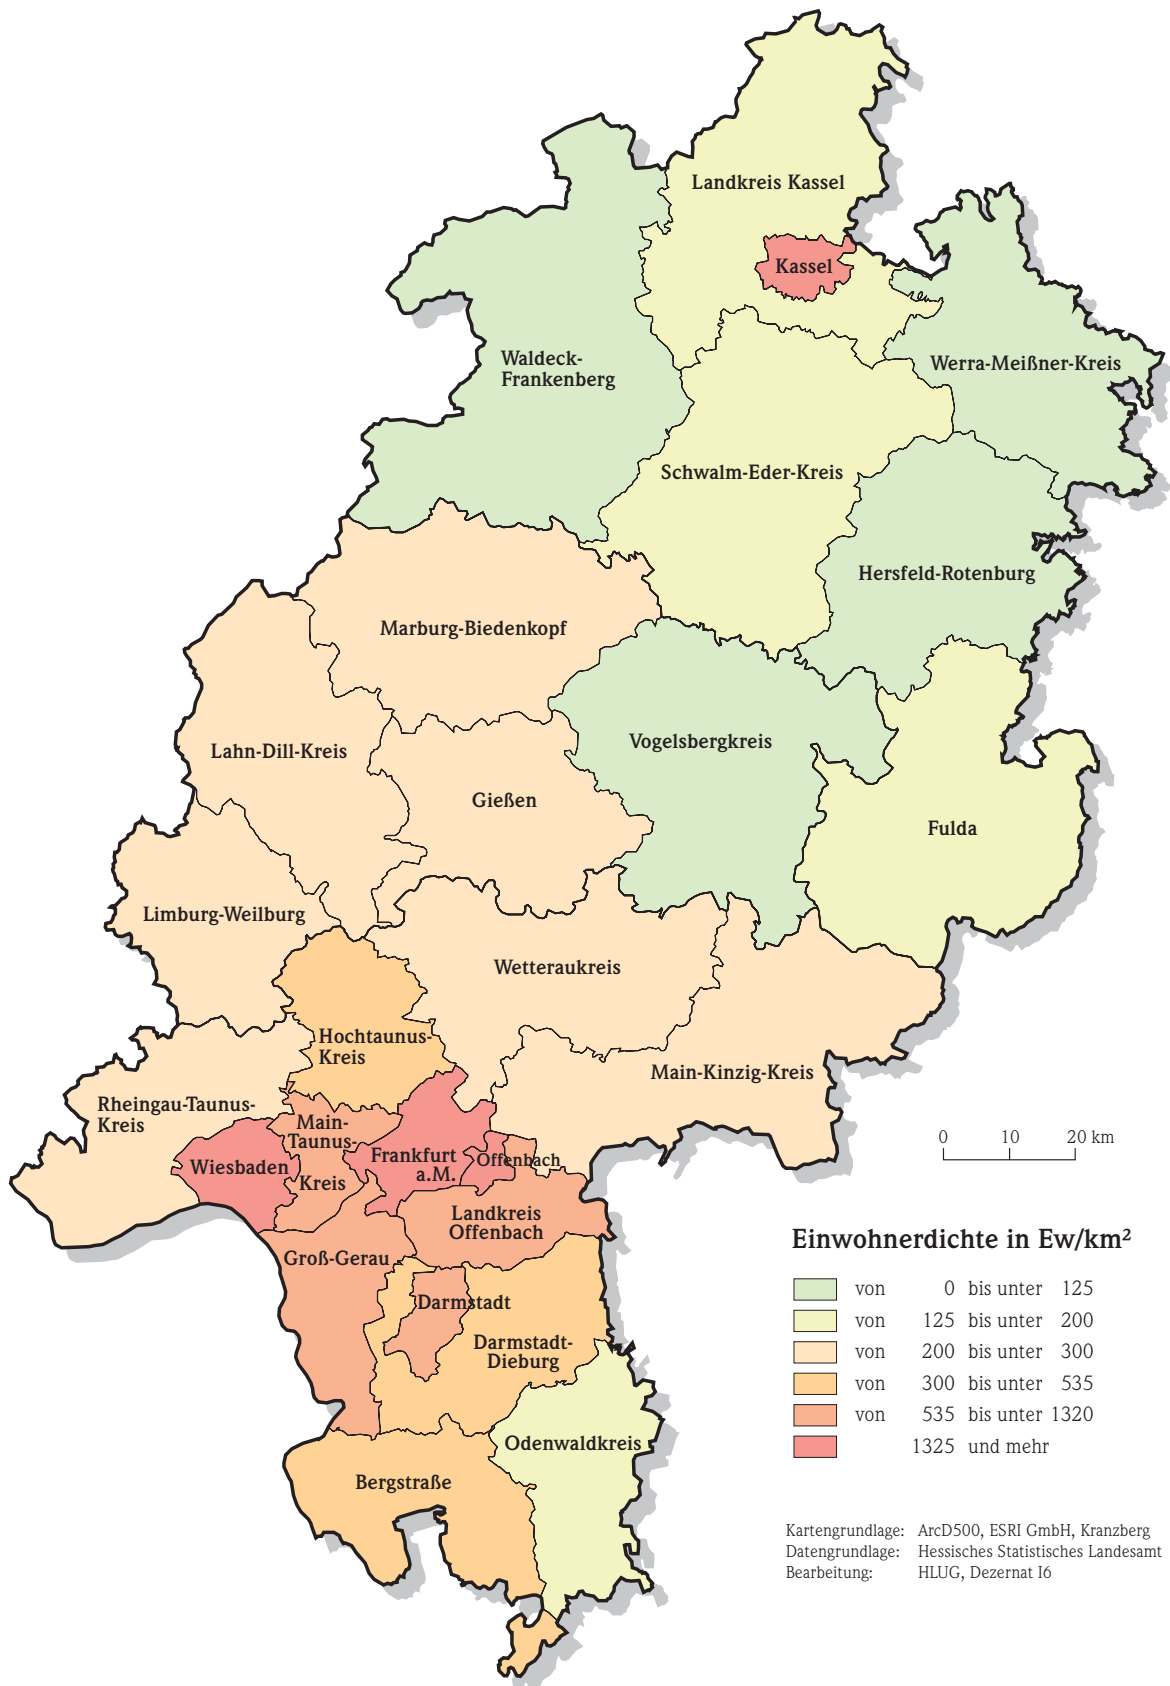 Landkreis Kassel
Kassel
Waldeck-
Frankenberg
Werra-Meißner-Kreis
Schwalm-Eder-Kreis
Hersfeld-Rotenburg
Marburg-Biedenkopf
Lahn-Dill-Kreis
Vogelsbergkreis
Gießen
Fulda
Limburg-Weilburg
Wetteraukreis
Hochtaunus-
Kreis
Main-Kinzig-Kreis
Rheingau-Taunus-
Kreis
Main-
Taunus-
Kreis
Wiesbaden
Frankfurt
a.M.
Offenbach
Landkreis
Offenbach
Groß-Gerau
Darmstadt
Darmstadt-
Dieburg
Odenwaldkreis
Bergstraße
0 10 20 km
Einwohnerdichte in Ew/km²
von 0 bis unter 125
von 125 bis unter 200
von 200 bis unter 300
von 300 bis unter 535
von 535 bis unter 1320
1325 und mehr
Kartengrundlage: ArcD500, ESRI GmbH, Kranzberg
Datengrundlage: Hessisches Statistisches Landesamt
Bearbeitung: HLUG, Dezernat I6